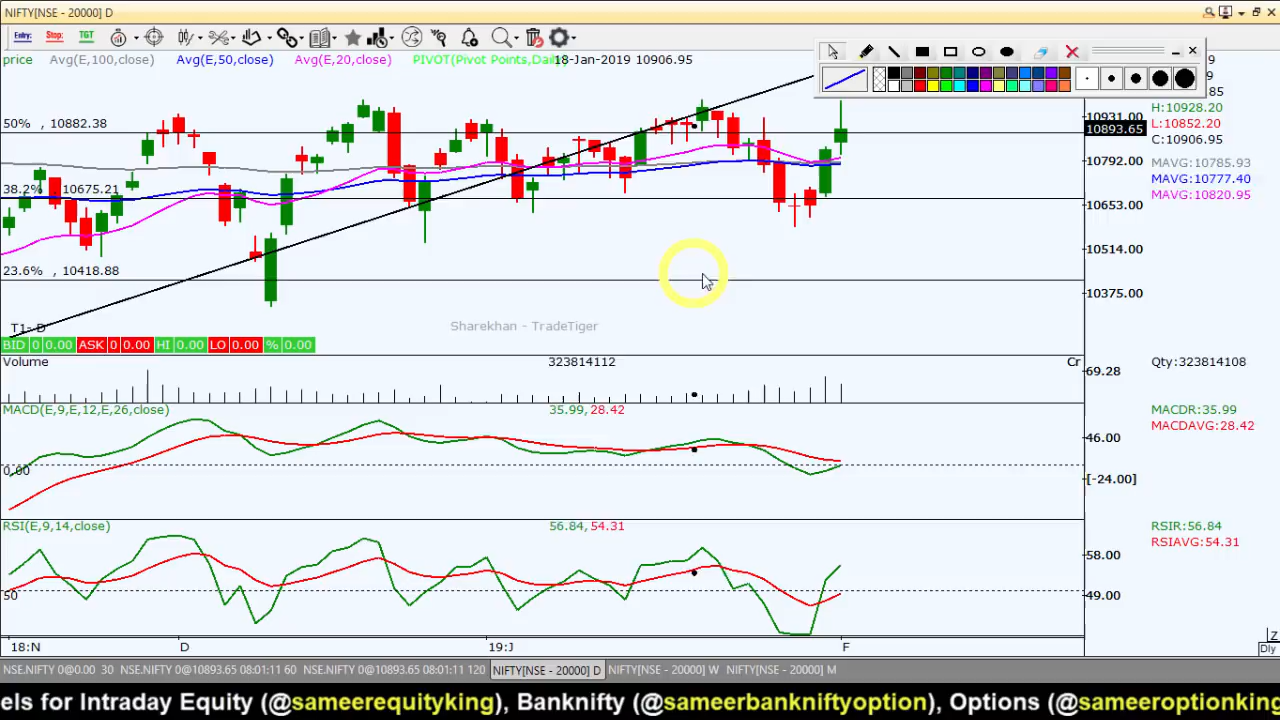 NIFTY[NSE - 20000] D
Entry: Stop: TGT
price Avg(E,100,close) Avg(E,50,close) Avg(E,20,close) PIVOT(Pivot Points,Dail 18-Jan-2019 10906.95
85
10931.00 H:10928.20
50% , 10882.38 10893.65 L:10852.20
C:10906.95
10792.00 MAVG:10785.93
MAVG:10777.40
38.2% , 10675.21 MAVG:10820.95
10653.00
10514.00
23.6% , 10418.88
10375.00
T1- D Sharekhan - TradeTiger
BID 0 0.00 ASK 0 0.00 HI 0.00 LO 0.00 % 0.00
Volume 323814112 Cr Qty:323814108
69.28
MACD(E,9,E,12,E,26,close) 35.99, 28.42 MACDR:35.99
MACDAVG:28.42
46.00
0.00
[-24.00]
RSI(E,9,14,close) 56.84, 54.31 RSIR:56.84
RSIAVG:54.31
58.00
50 49.00
18:N D 19:J F Z
Dly
NSE.NIFTY 0@0.00 30 NSE.NIFTY 0@10893.65 08:01:11 60 NSE.NIFTY 0@10893.65 08:01:11 120 NIFTY[NSE - 20000] D NIFTY[NSE - 20000] W NIFTY[NSE - 20000] M
els for Intraday Equity (@sameerequityking), Banknifty (@sameerbankniftyoption), Options (@sameeroptionking